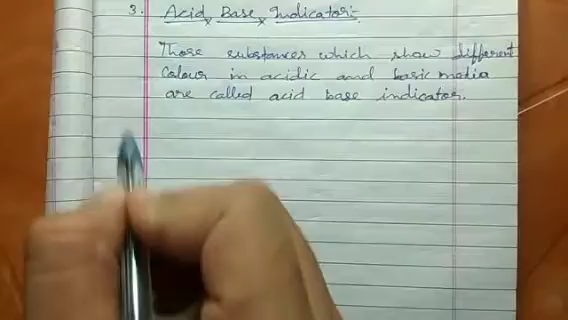 3. Acid Base Indicator:-
Those substances which show different
Colour in acidic and basic media
are called acid base indicator.